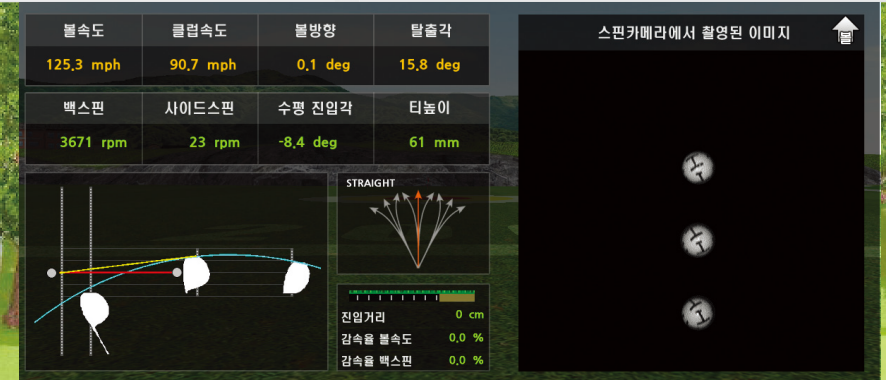 볼속도 클럽속도 볼방향 탈출각
125.3 mph 90.7 mph 0.1 deg 15.8 deg
백스핀 사이드스핀 수평 진입각 티높이
3671 rpm 23 rpm -8.4 deg 61 mm
STRAIGHT
진입거리 0 cm
감속율 볼속도 0.0 %
감속율 백스핀 0.0 %
스핀카메라에서 촬영된 이미지
볼